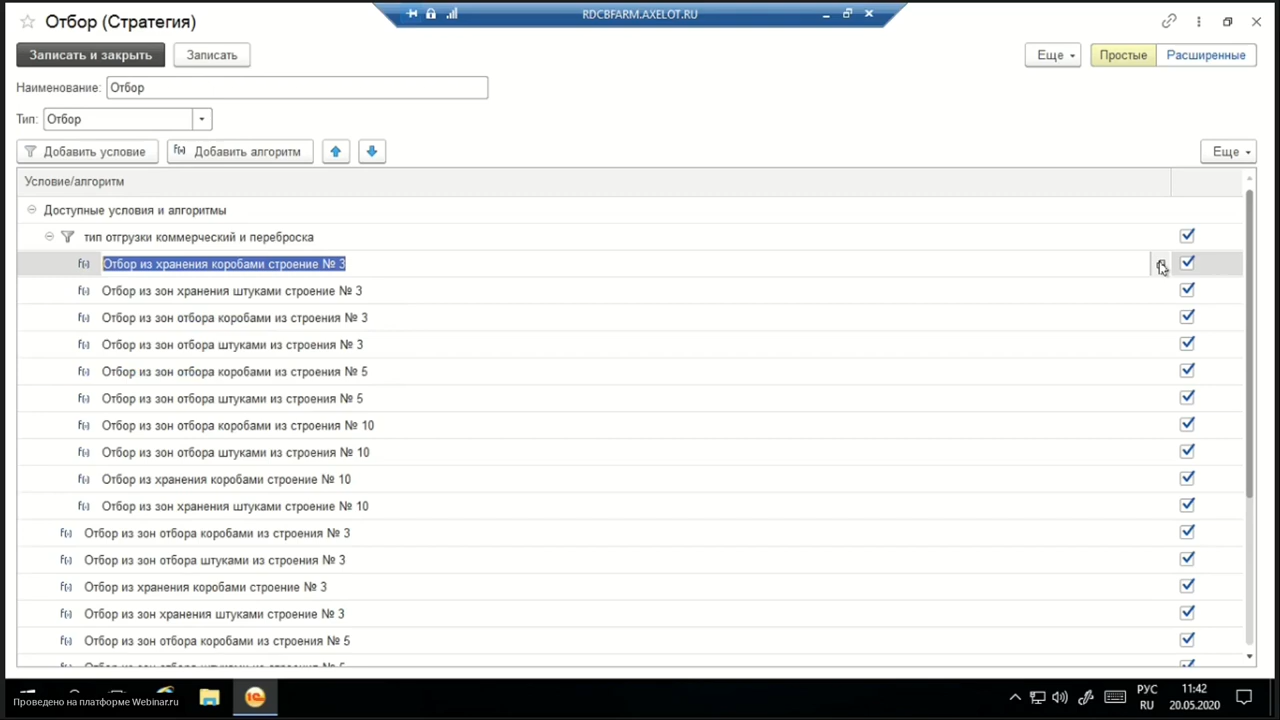 Отбор (Стратегия)
RDCBFARM.AXELOT.RU
Записать и закрыть
Записать
Еще
Простые
Расширенные
Наименование: Отбор
Тип: Отбор
Добавить условие
Добавить алгоритм
Еще
Условие/алгоритм
Доступные условия и алгоритмы
тип отгрузки коммерческий и переброска
Отбор из хранения коробами строение № 3
Отбор из зон хранения штуками строение № 3
Отбор из зон отбора коробами из строения № 3
Отбор из зон отбора штуками из строения № 3
Отбор из зон отбора коробами из строения № 5
Отбор из зон отбора штуками из строения № 5
Отбор из зон отбора коробами из строения № 10
Отбор из зон отбора штуками из строения № 10
Отбор из хранения коробами строение № 10
Отбор из зон хранения штуками строение № 10
Отбор из зон отбора коробами из строения № 3
Отбор из зон отбора штуками из строения № 3
Отбор из хранения коробами строение № 3
Отбор из зон хранения штуками строение № 3
Отбор из зон отбора коробами из строения № 5
Проведено на платформе Webinar.ru
РУС
RU
11:42
20.05.2020